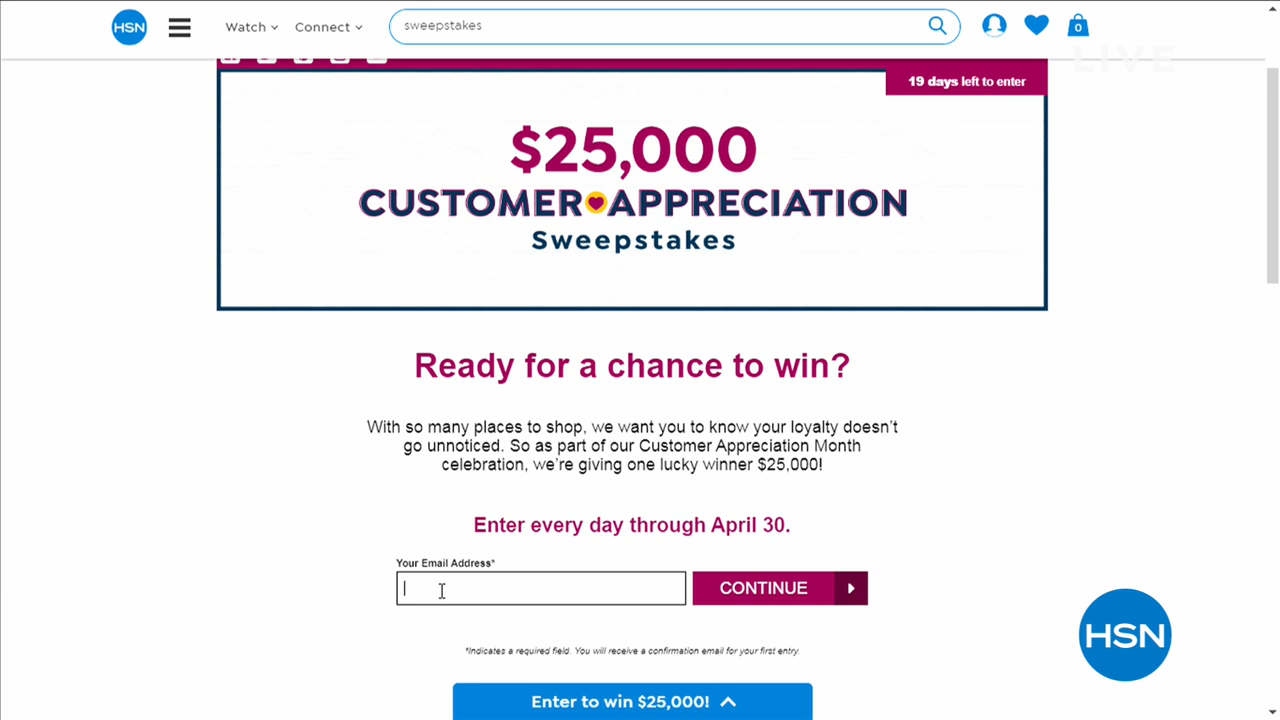 HSN
Watch
Connect
sweepstakes
0
LIVE
19 days left to enter
$25,000
CUSTOMER APPRECIATION
Sweepstakes
Ready for a chance to win?
With so many places to shop, we want you to know your loyalty doesn't
go unnoticed. So as part of our Customer Appreciation Month
celebration, we're giving one lucky winner $25,000!
Enter every day through April 30.
Your Email Address*
CONTINUE
*Indicates a required field. You will receive a confirmation email for your first entry.
HSN
Enter to win $25,000!